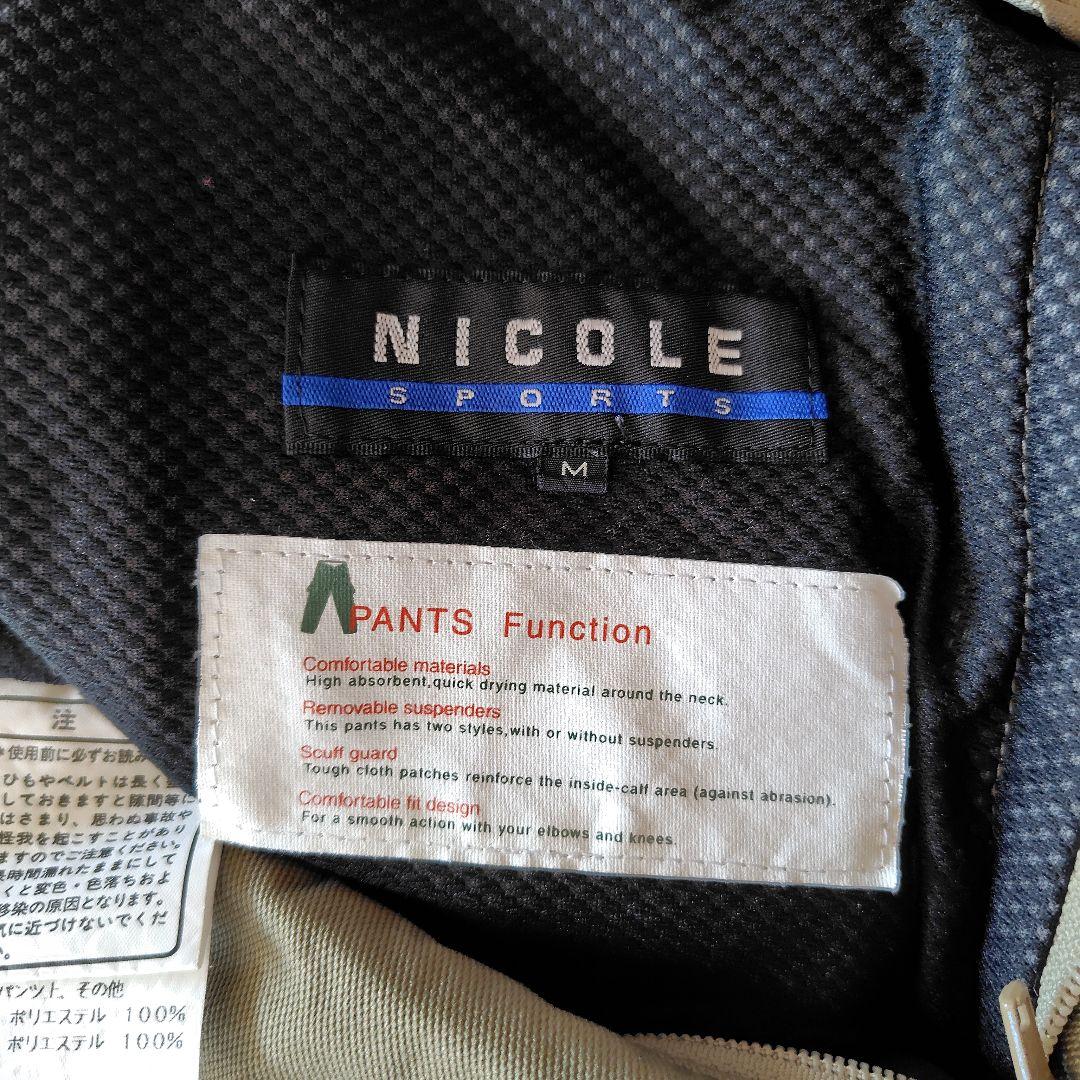 NICOLE
SPORTS
M
PANTS Function
Comfortable materials
High absorbent,quick drying material around the neck.
Removable suspenders
This pants has two styles,with or without suspenders
Scuff guard
Tough cloth patches reinforce the inside-calf area (against abrasion).
Comfortable fit design
For a smooth action with your elbows and knees.
注
使用前に必ずお読み
ひもやベルトは長く
しておきますと隙間等に
はさまり、思わぬ事故や
怪我を起こすことがあり
ますのでご注意ください。
長時間濡れたままにして
くと変色・色落ちおよ
移染の原因となります。
気に近づけないでくだ
い。
パンツ ト. その他
ポリエステル 100%
ポリエステル 100%